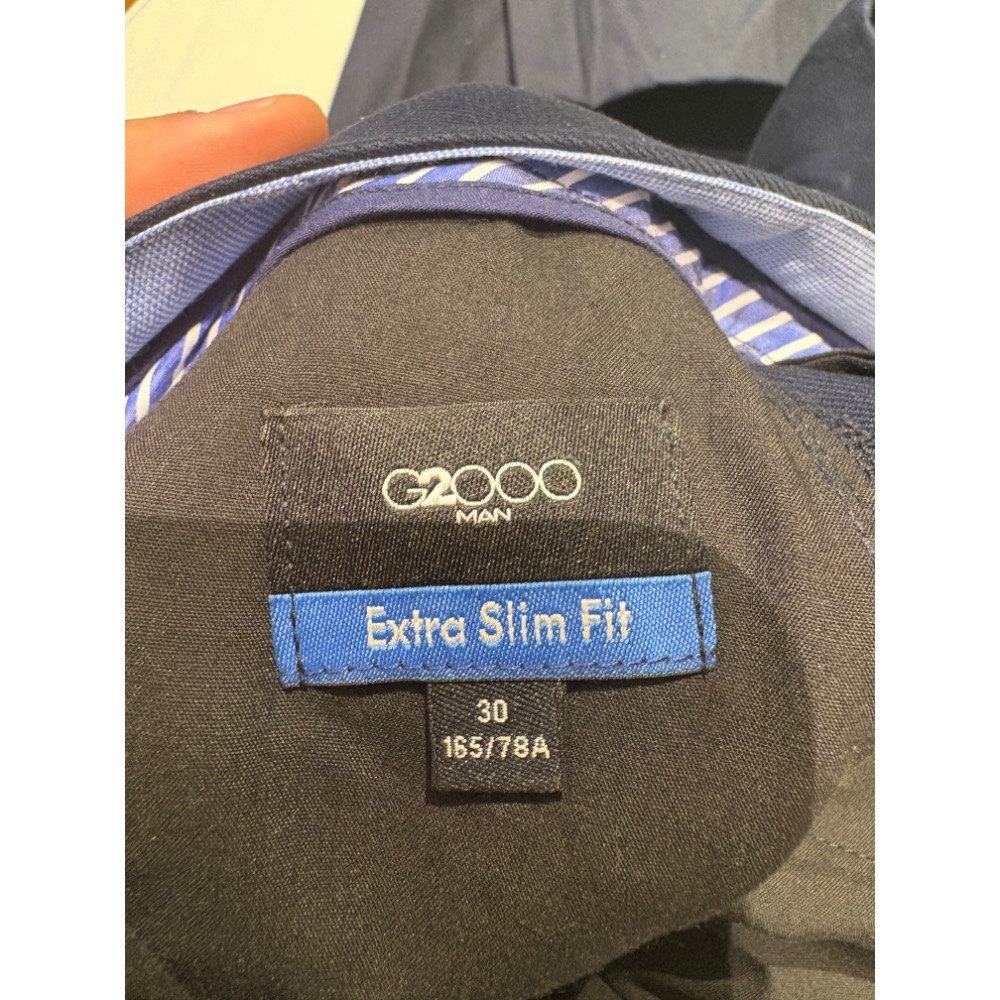 G2000
MAN
Extra Slim Fit
30
165/78A